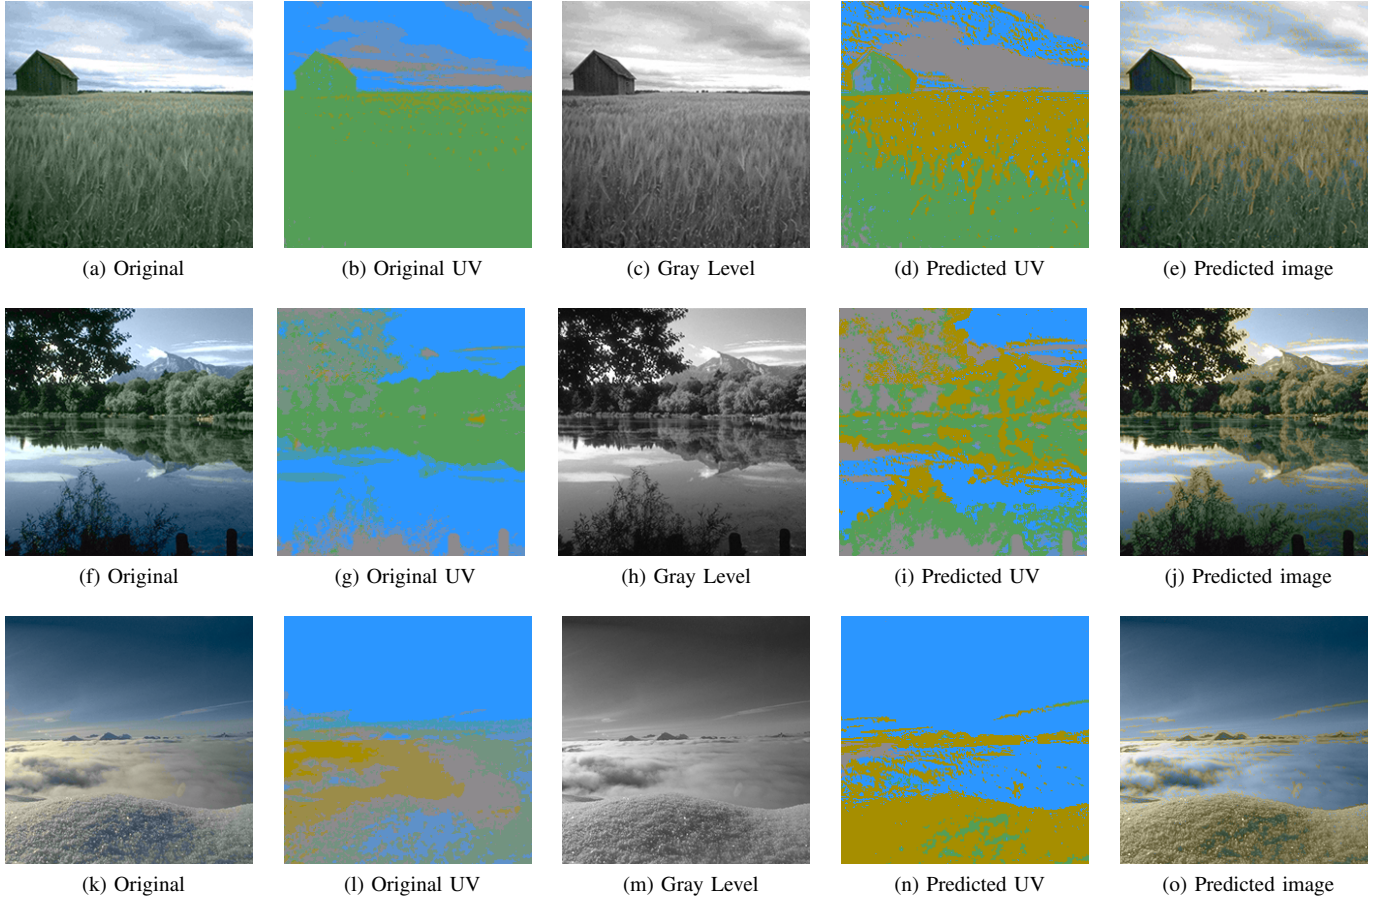 (a) Original (b) Original UV (c) Gray Level (d) Predicted UV (e) Predicted image
(f) Original (g) Original UV (h) Gray Level (i) Predicted UV (j) Predicted image
(k) Original (l) Original UV (m) Gray Level (n) Predicted UV (o) Predicted image